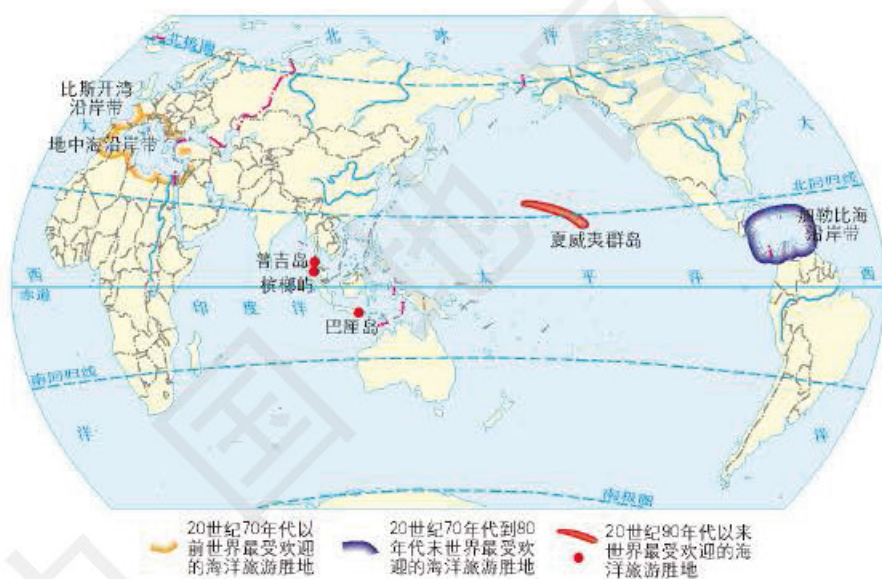 北 冰 洋
北极圈
比斯开湾
沿岸带
大
地中海沿岸带
大
北回归线
加勒比海
沿岸带
夏威夷群岛
普吉岛
槟榔屿
西
太 平 洋
西
赤道
印 度 洋
巴厘岛
南回归线
洋
洋
南极圈
20世纪70年代以
前世界最受欢迎
的海洋旅游胜地
20世纪70年代到80
年代末世界最受欢
迎的海洋旅游胜地
20世纪90年代以来
世界最受欢迎的海
洋旅游胜地